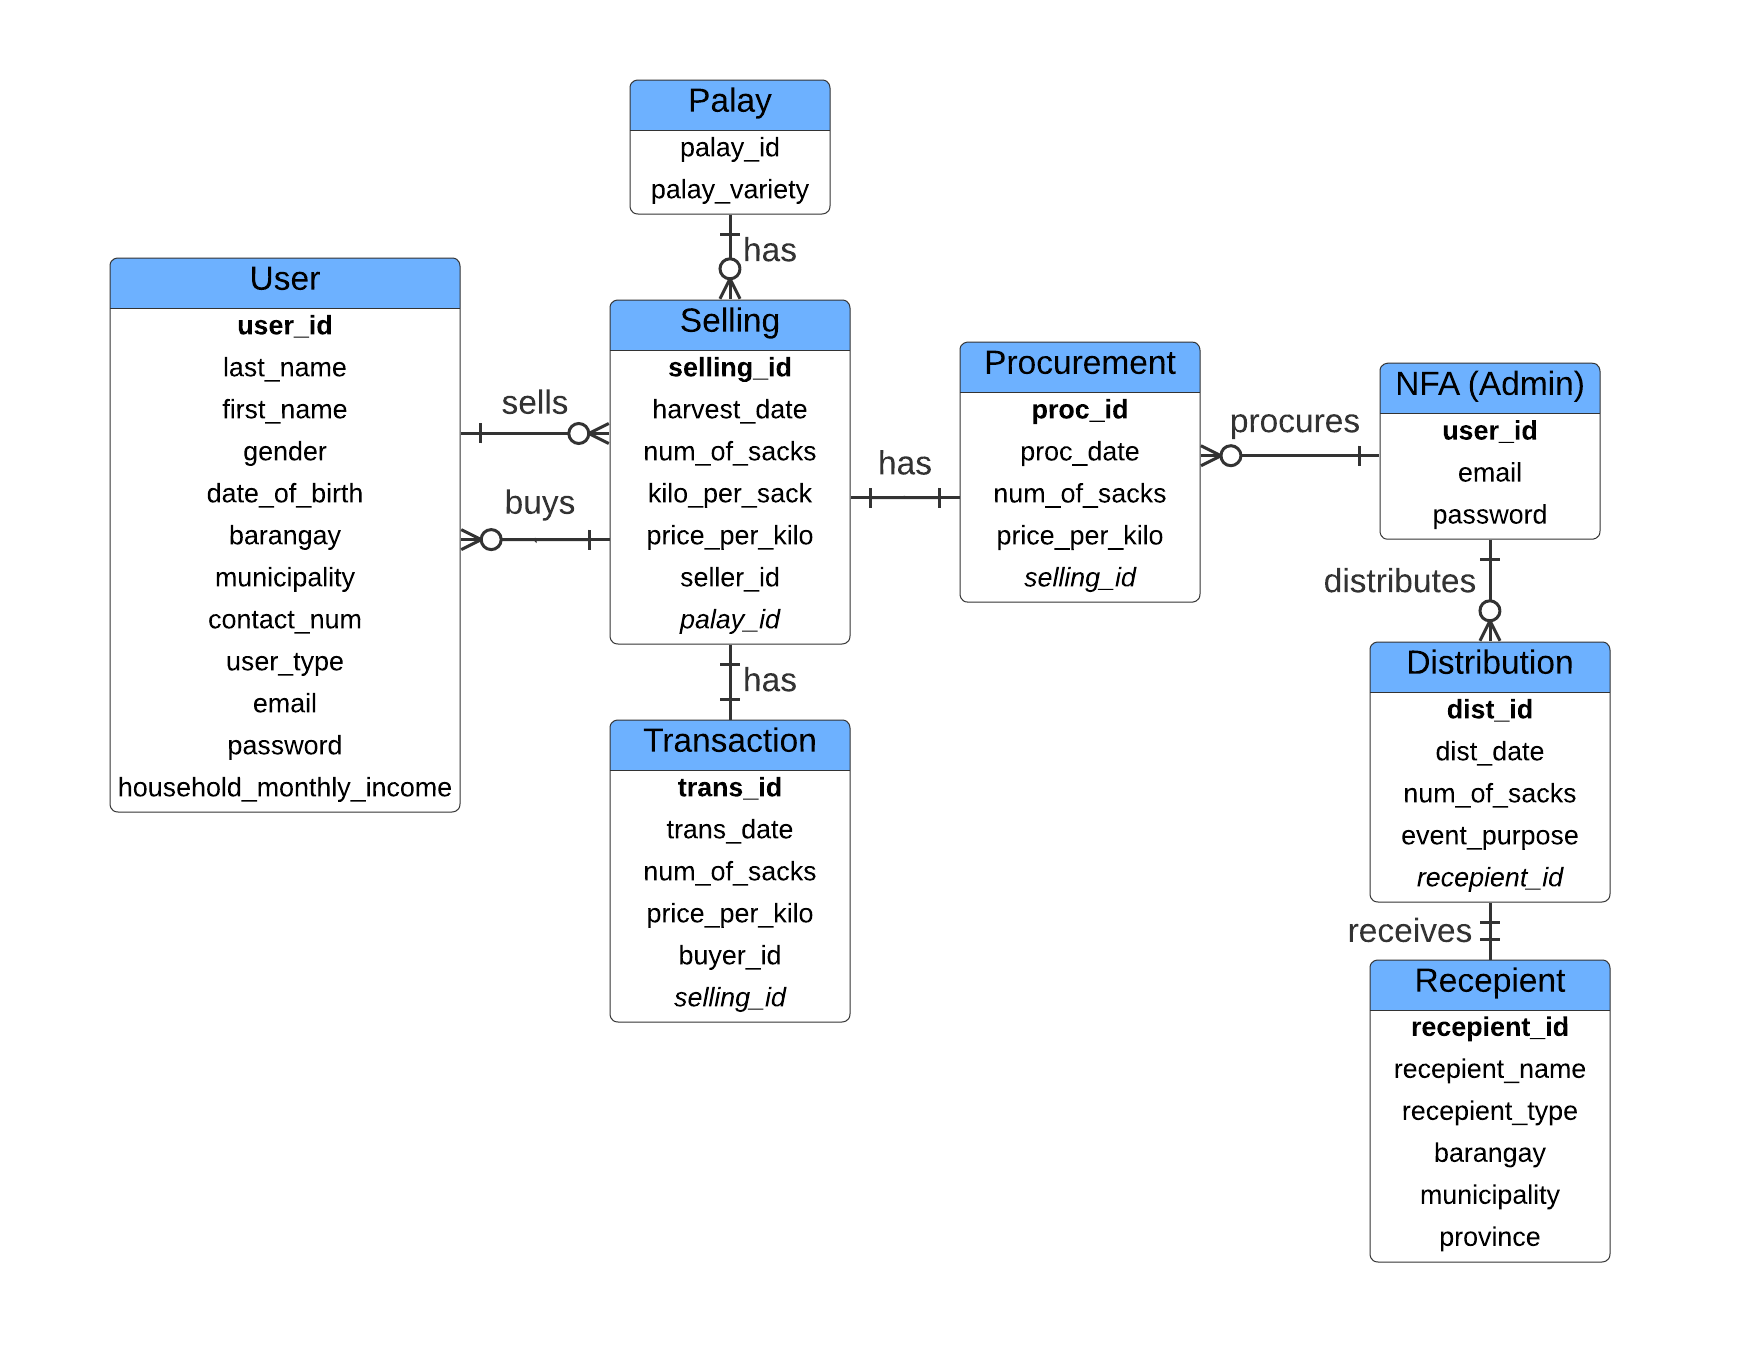 Palay
palay_id
palay_variety
has
User
user_id
last_name
first_name
gender
date_of_birth
barangay
municipality
contact_num
user_type
email
password
household_monthly_income
sells
buys
Selling
selling_id
harvest_date
num_of_sacks
kilo_per_sack
price_per_kilo
seller_id
palay_id
has
Transaction
trans_id
trans_date
num_of_sacks
price_per_kilo
buyer_id
selling_id
has
Procurement
proc_id
proc_date
num_of_sacks
price_per_kilo
selling_id
procures
NFA (Admin)
user_id
email
password
distributes
Distribution
dist_id
dist_date
num_of_sacks
event_purpose
recepient_id
receives
Recepient
recepient_id
recepient_name
recepient_type
barangay
municipality
province